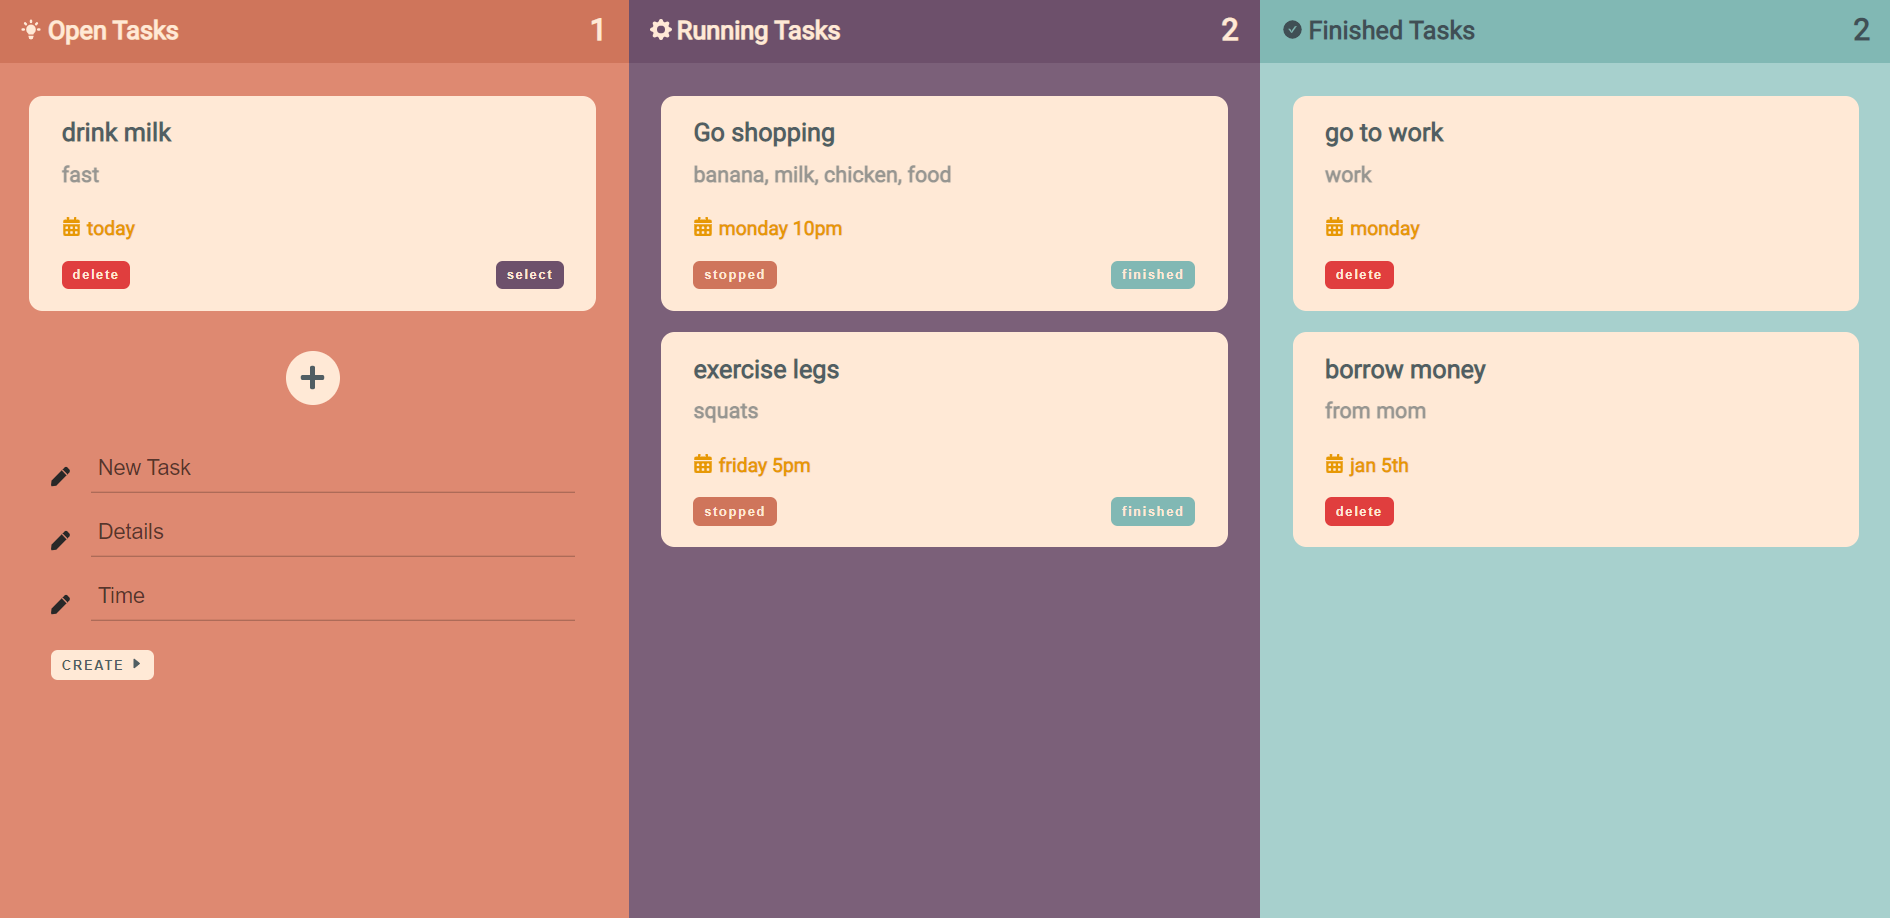 Open Tasks 1
drink milk
fast
today
delete select
New Task
Details
Time
CREATE
Running Tasks 2
Go shopping
banana, milk, chicken, food
monday 10pm
stopped finished
exercise legs
squats
friday 5pm
stopped finished
Finished Tasks 2
go to work
work
monday
delete
borrow money
from mom
jan 5th
delete